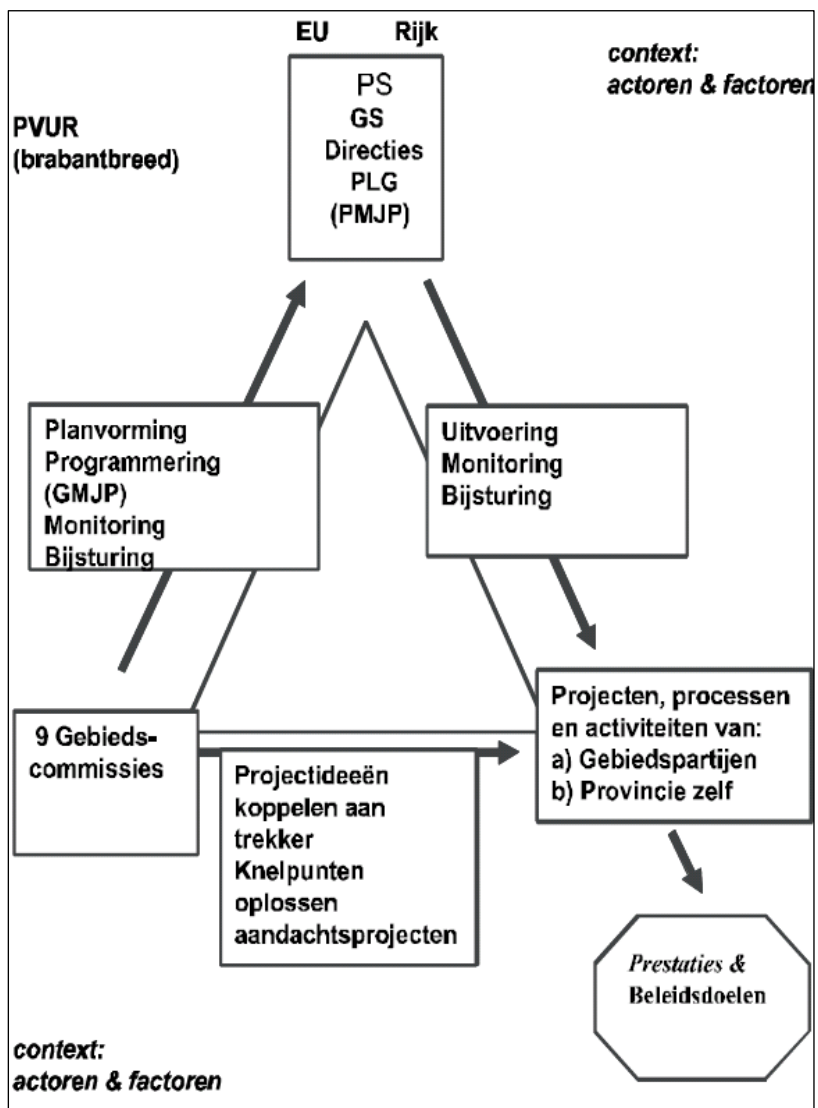 EU Rijk
context:
actoren & factoren
PS
GS
Directies
PLG
(PMJP)
PVUR
(brabantbreed)
Planvorming
Programmering
(GMJP)
Monitoring
Bijsturing
Uitvoering
Monitoring
Bijsturing
9 Gebieds-
commissies
Projectideeën
koppelen aan
trekker
Knelpunten
oplossen
aandachtsprojecten
Projecten, processen
en activiteiten van:
a) Gebiedspartijen
b) Provincie zelf
Prestaties &
Beleidsdoelen
context:
actoren & factoren